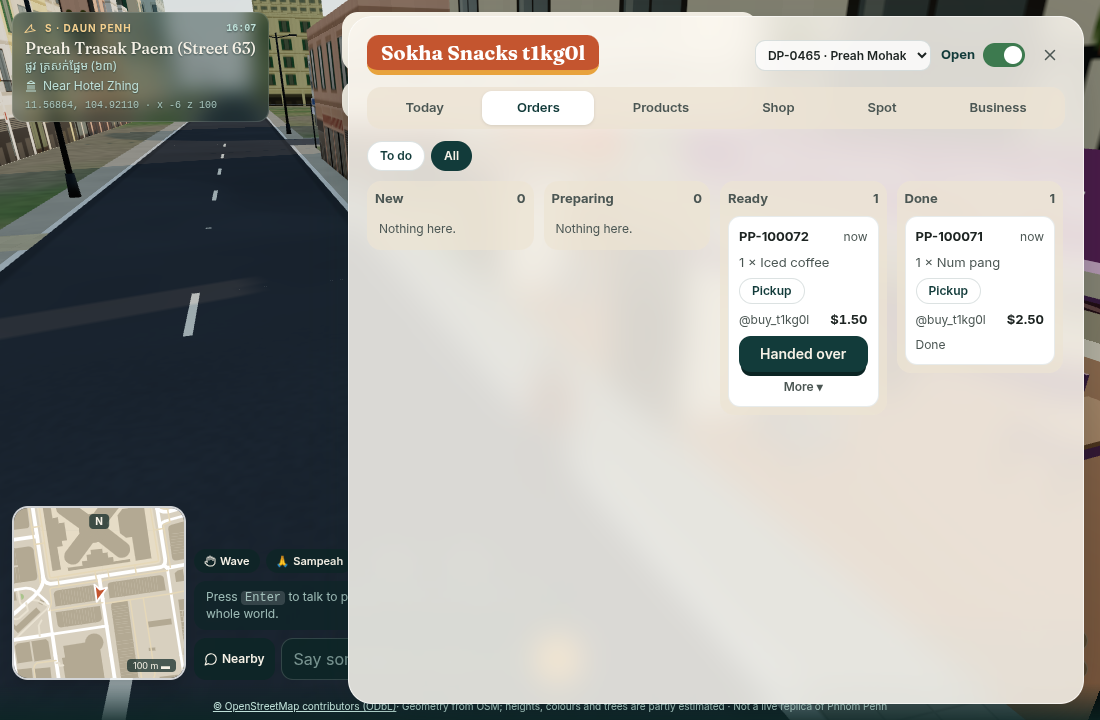 S · DAUN PENH
16:07
Preah Trasak Paem (Street 63)
ផ្លូវ ត្រសក់ផ្អែម (៦៣)
Near Hotel Zhing
11.56864, 104.92110 · x -6 z 100
Sokha Snacks t1kg0l
DP-0465 · Preah Mohak
Open
Today
Orders
Products
Shop
Spot
Business
To do
All
New
0
Nothing here.
Preparing
0
Nothing here.
Ready
1
PP-100072
now
1 × Iced coffee
Pickup
@buy_t1kg0l
$1.50
Handed over
More ▾
Done
1
PP-100071
now
1 × Num pang
Pickup
@buy_t1kg0l
$2.50
Done
N
100 m
Wave
🙏 Sampeah
Press Enter to talk to p
whole world.
Nearby
Say sor
© OpenStreetMap contributors (ODbL) · Geometry from OSM; heights, colours and trees are partly estimated · Not a live replica of Phnom Penh